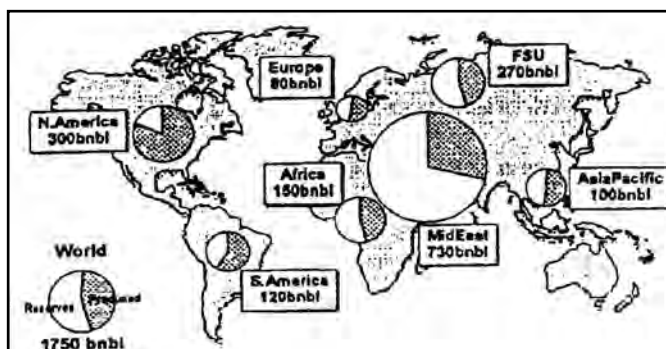 FSU
270bnbl
Europe
80bnbl
N.America
300bnbl
Africa
150bnbl
AsiaPacific
100bnbl
MidEast
730bnbl
S.America
120bnbl
World
Reserves
Produced
1750 bnbl